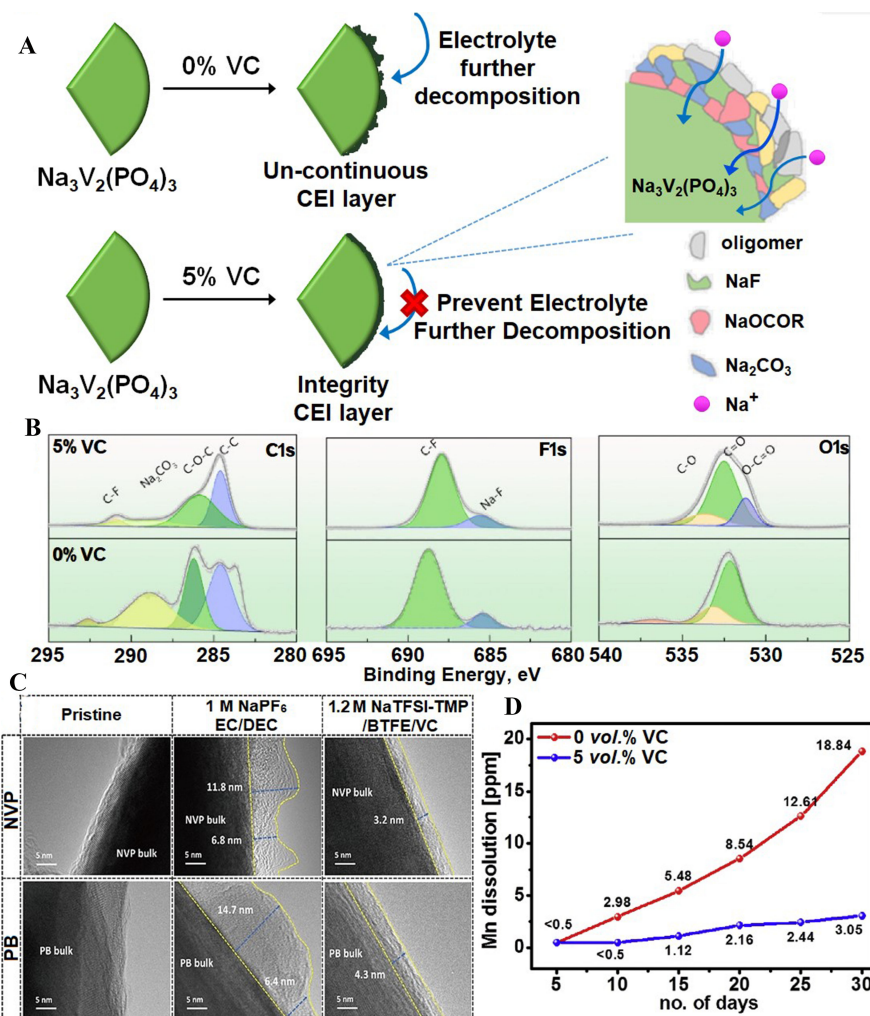 A
0% VC
Na₃V₂(PO₄)₃
Un-continuous
CEI layer
Electrolyte
further
decomposition
5% VC
Na₃V₂(PO₄)₃
Integrity
CEI layer
Prevent Electrolyte
Further Decomposition
Na₃V₂(PO₄)₃
oligomer
NaF
NaOCOR
Na₂CO₃
Na⁺
B
5% VC
C-F
Na₂CO₃
C-O-C
C-C
C1s
C-F
Na-F
F1s
C-O
C=O
O-C=O
O1s
0% VC
295 290 285 280
695 690 685 680
540 535 530 525
Binding Energy, eV
C
Pristine
1 M NaPF₆
EC/DEC
1.2 M NaTFSI-TMP
/BTFE/VC
NVP
NVP bulk
5 nm
11.8 nm
NVP bulk
6.8 nm
5 nm
NVP bulk
3.2 nm
5 nm
PB
PB bulk
5 nm
14.7 nm
PB bulk
6.4 nm
5 nm
PB bulk
4.3 nm
5 nm
D
Mn dissolution [ppm]
20
15
10
5
0
0 vol.% VC
5 vol.% VC
<0.5
2.98
5.48
8.54
12.61
18.84
<0.5
1.12
2.16
2.44
3.05
5 10 15 20 25 30
no. of days